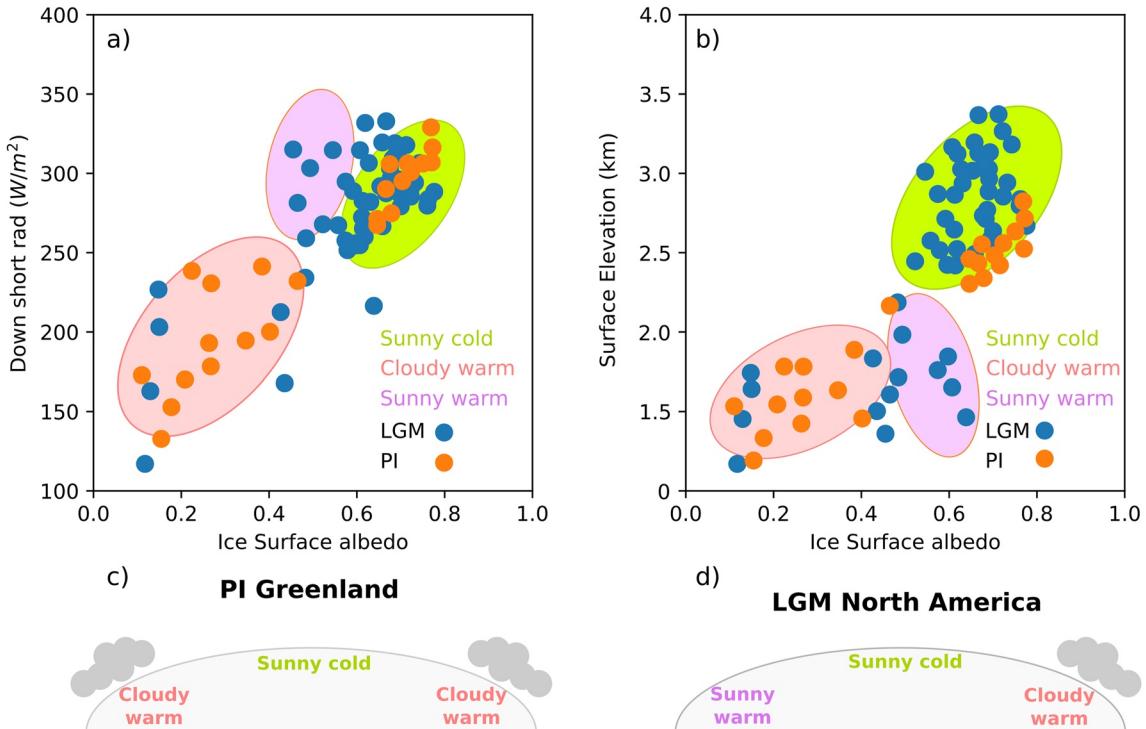 a)
Down short rad (W/m²)
400
350
300
250
200
150
100
0.0 0.2 0.4 0.6 0.8 1.0
Ice Surface albedo
Sunny cold
Cloudy warm
Sunny warm
LGM
PI
b)
Surface Elevation (km)
4.0
3.5
3.0
2.5
2.0
1.5
0
0.0 0.2 0.4 0.6 0.8 1.0
Ice Surface albedo
Sunny cold
Cloudy warm
Sunny warm
LGM
PI
c)
PI Greenland
Sunny cold
Cloudy
warm
Cloudy
warm
d)
LGM North America
Sunny cold
Sunny
warm
Cloudy
warm